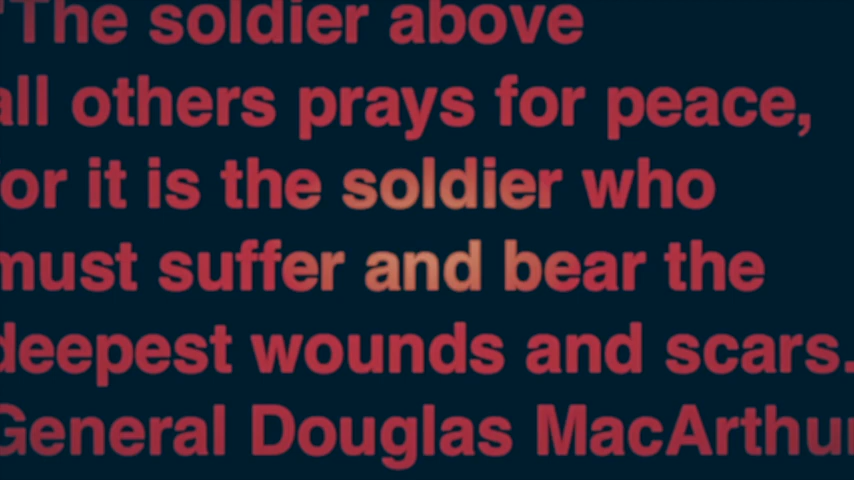 "The soldier above
all others prays for peace,
for it is the soldier who
must suffer and bear the
deepest wounds and scars.
General Douglas MacArthur